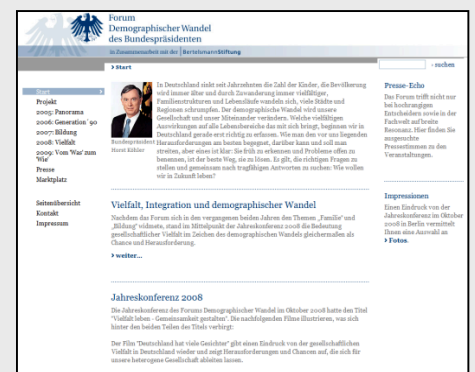 Forum
Demographischer Wandel
des Bundespräsidenten
in Zusammenarbeit mit der BertelsmannStiftung
› Start
› suchen
Start ›
Projekt
2005: Panorama
2006: Generation '90
2007: Bildung
2008: Vielfalt
2009: Vom 'Was' zum
'Wie'
Presse
Marktplatz
Seitenübersicht
Kontakt
Impressum
Bundespräsident
Horst Köhler
In Deutschland sinkt seit Jahrzehnten die Zahl der Kinder, die Bevölkerung
wird immer älter und durch Zuwanderung immer vielfältiger,
Familienstrukturen und Lebensläufe wandeln sich, viele Städte und
Regionen schrumpfen. Der demographische Wandel wird unsere
Gesellschaft und unser Miteinander verändern. Welche vielfältigen
Auswirkungen auf alle Lebensbereiche das mit sich bringt, beginnen wir in
Deutschland gerade erst richtig zu erfassen. Wie man den vor uns liegenden
Herausforderungen am besten begegnet, darüber kann und soll man
streiten, aber eines ist klar: Sie früh zu erkennen und Probleme offen zu
benennen, ist der beste Weg, sie zu lösen. Es gilt, die richtigen Fragen zu
stellen und gemeinsam nach tragfähigen Antworten zu suchen: Wie wollen
wir in Zukunft leben?
Vielfalt, Integration und demographischer Wandel
Nachdem das Forum sich in den vergangenen beiden Jahren den Themen „Familie" und
„Bildung" widmete, stand im Mittelpunkt der Jahreskonferenz 2008 die Bedeutung
gesellschaftlicher Vielfalt im Zeichen des demographischen Wandels gleichermaßen als
Chance und Herausforderung.
› weiter...
Jahreskonferenz 2008
Die Jahreskonferenz des Forums Demographischer Wandel im Oktober 2008 hatte den Titel
"Vielfalt leben - Gemeinsamkeit gestalten". Die nachfolgenden Filme illustrieren, was sich
hinter den beiden Teilen des Titels verbirgt:
Der Film "Deutschland hat viele Gesichter" gibt einen Eindruck von der gesellschaftlichen
Vielfalt in Deutschland wieder und zeigt Herausforderungen und Chancen auf, die sich für
unsere heterogene Gesellschaft ableiten lassen.
Presse-Echo
Das Forum trifft nicht nur
bei hochrangigen
Entscheidern sowie in der
Fachwelt auf breite
Resonanz. Hier finden Sie
ausgesuchte
Pressestimmen zu den
Veranstaltungen.
Impressionen
Einen Eindruck von der
Jahreskonferenz im Oktober
2008 in Berlin vermittelt
Ihnen eine Auswahl an
› Fotos.